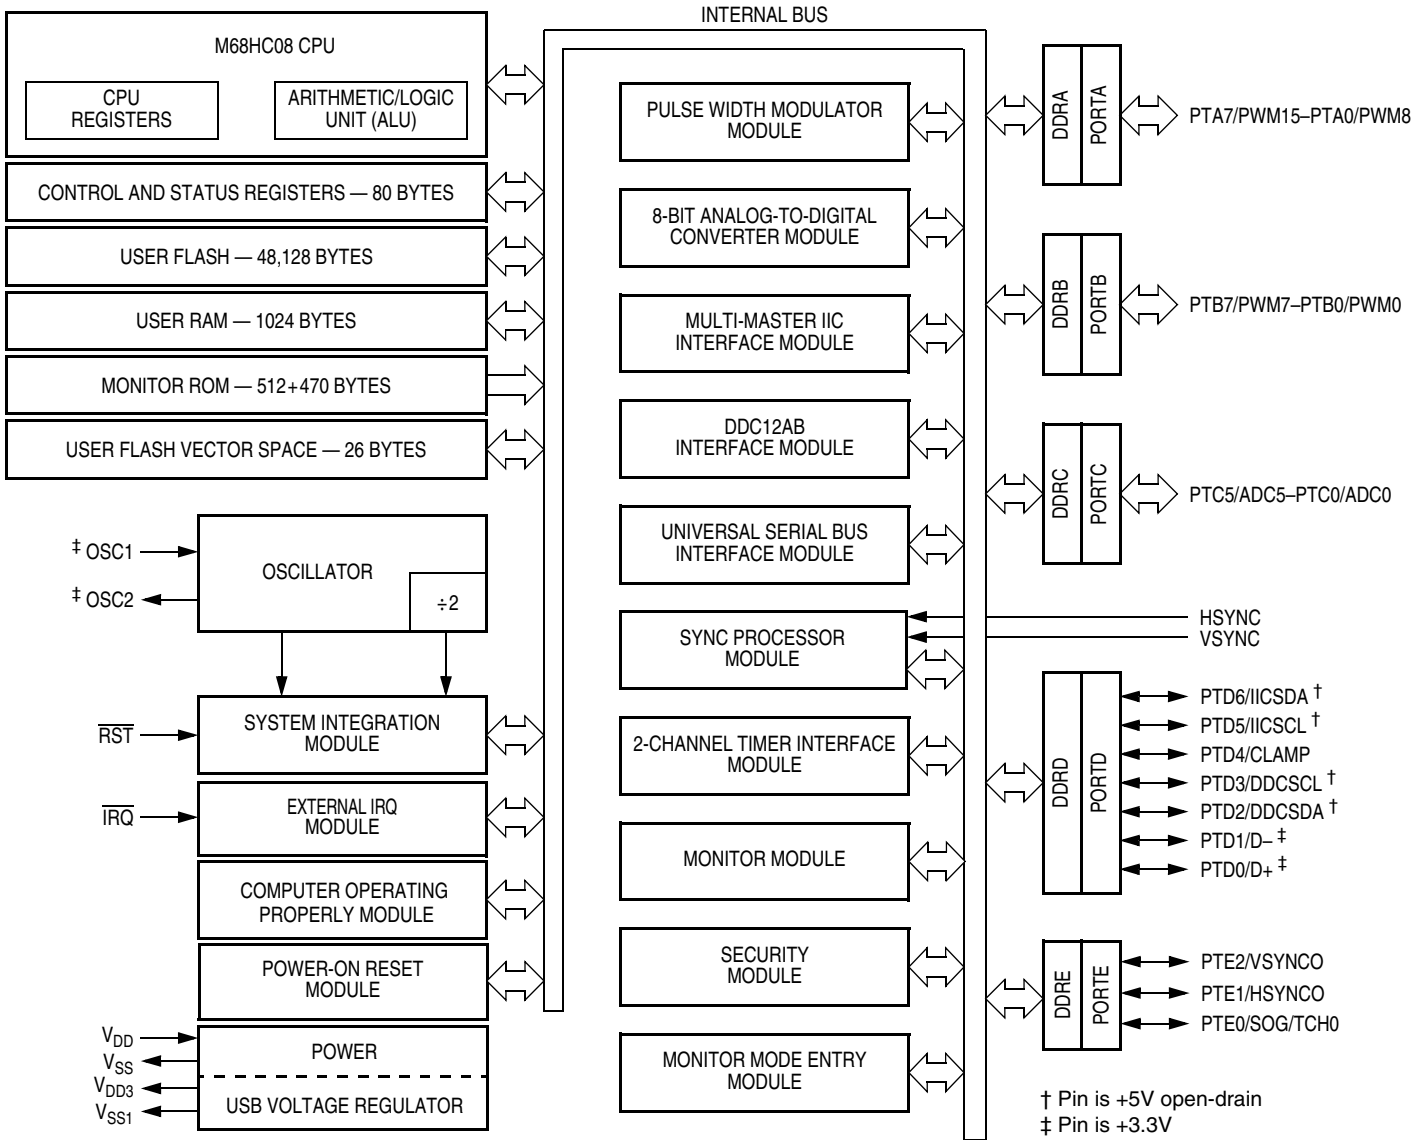 INTERNAL BUS
M68HC08 CPU
CPU
REGISTERS
ARITHMETIC/LOGIC
UNIT (ALU)
CONTROL AND STATUS REGISTERS — 80 BYTES
USER FLASH — 48,128 BYTES
USER RAM — 1024 BYTES
MONITOR ROM — 512+470 BYTES
USER FLASH VECTOR SPACE — 26 BYTES
‡ OSC1
‡ OSC2
OSCILLATOR
÷2
R̅S̅T̅
SYSTEM INTEGRATION
MODULE
I̅R̅Q̅
EXTERNAL IRQ
MODULE
COMPUTER OPERATING
PROPERLY MODULE
POWER-ON RESET
MODULE
VDD
VSS
VDD3
VSS1
POWER
USB VOLTAGE REGULATOR
PULSE WIDTH MODULATOR
MODULE
8-BIT ANALOG-TO-DIGITAL
CONVERTER MODULE
MULTI-MASTER IIC
INTERFACE MODULE
DDC12AB
INTERFACE MODULE
UNIVERSAL SERIAL BUS
INTERFACE MODULE
SYNC PROCESSOR
MODULE
2-CHANNEL TIMER INTERFACE
MODULE
MONITOR MODULE
SECURITY
MODULE
MONITOR MODE ENTRY
MODULE
DDRA
PORTA
PTA7/PWM15–PTA0/PWM8
DDRB
PORTB
PTB7/PWM7–PTB0/PWM0
DDRC
PORTC
PTC5/ADC5–PTC0/ADC0
HSYNC
VSYNC
DDRD
PORTD
PTD6/IICSDA †
PTD5/IICSCL †
PTD4/CLAMP
PTD3/DDCSCL †
PTD2/DDCSDA †
PTD1/D– ‡
PTD0/D+ ‡
DDRE
PORTE
PTE2/VSYNCO
PTE1/HSYNCO
PTE0/SOG/TCH0
† Pin is +5V open-drain
‡ Pin is +3.3V